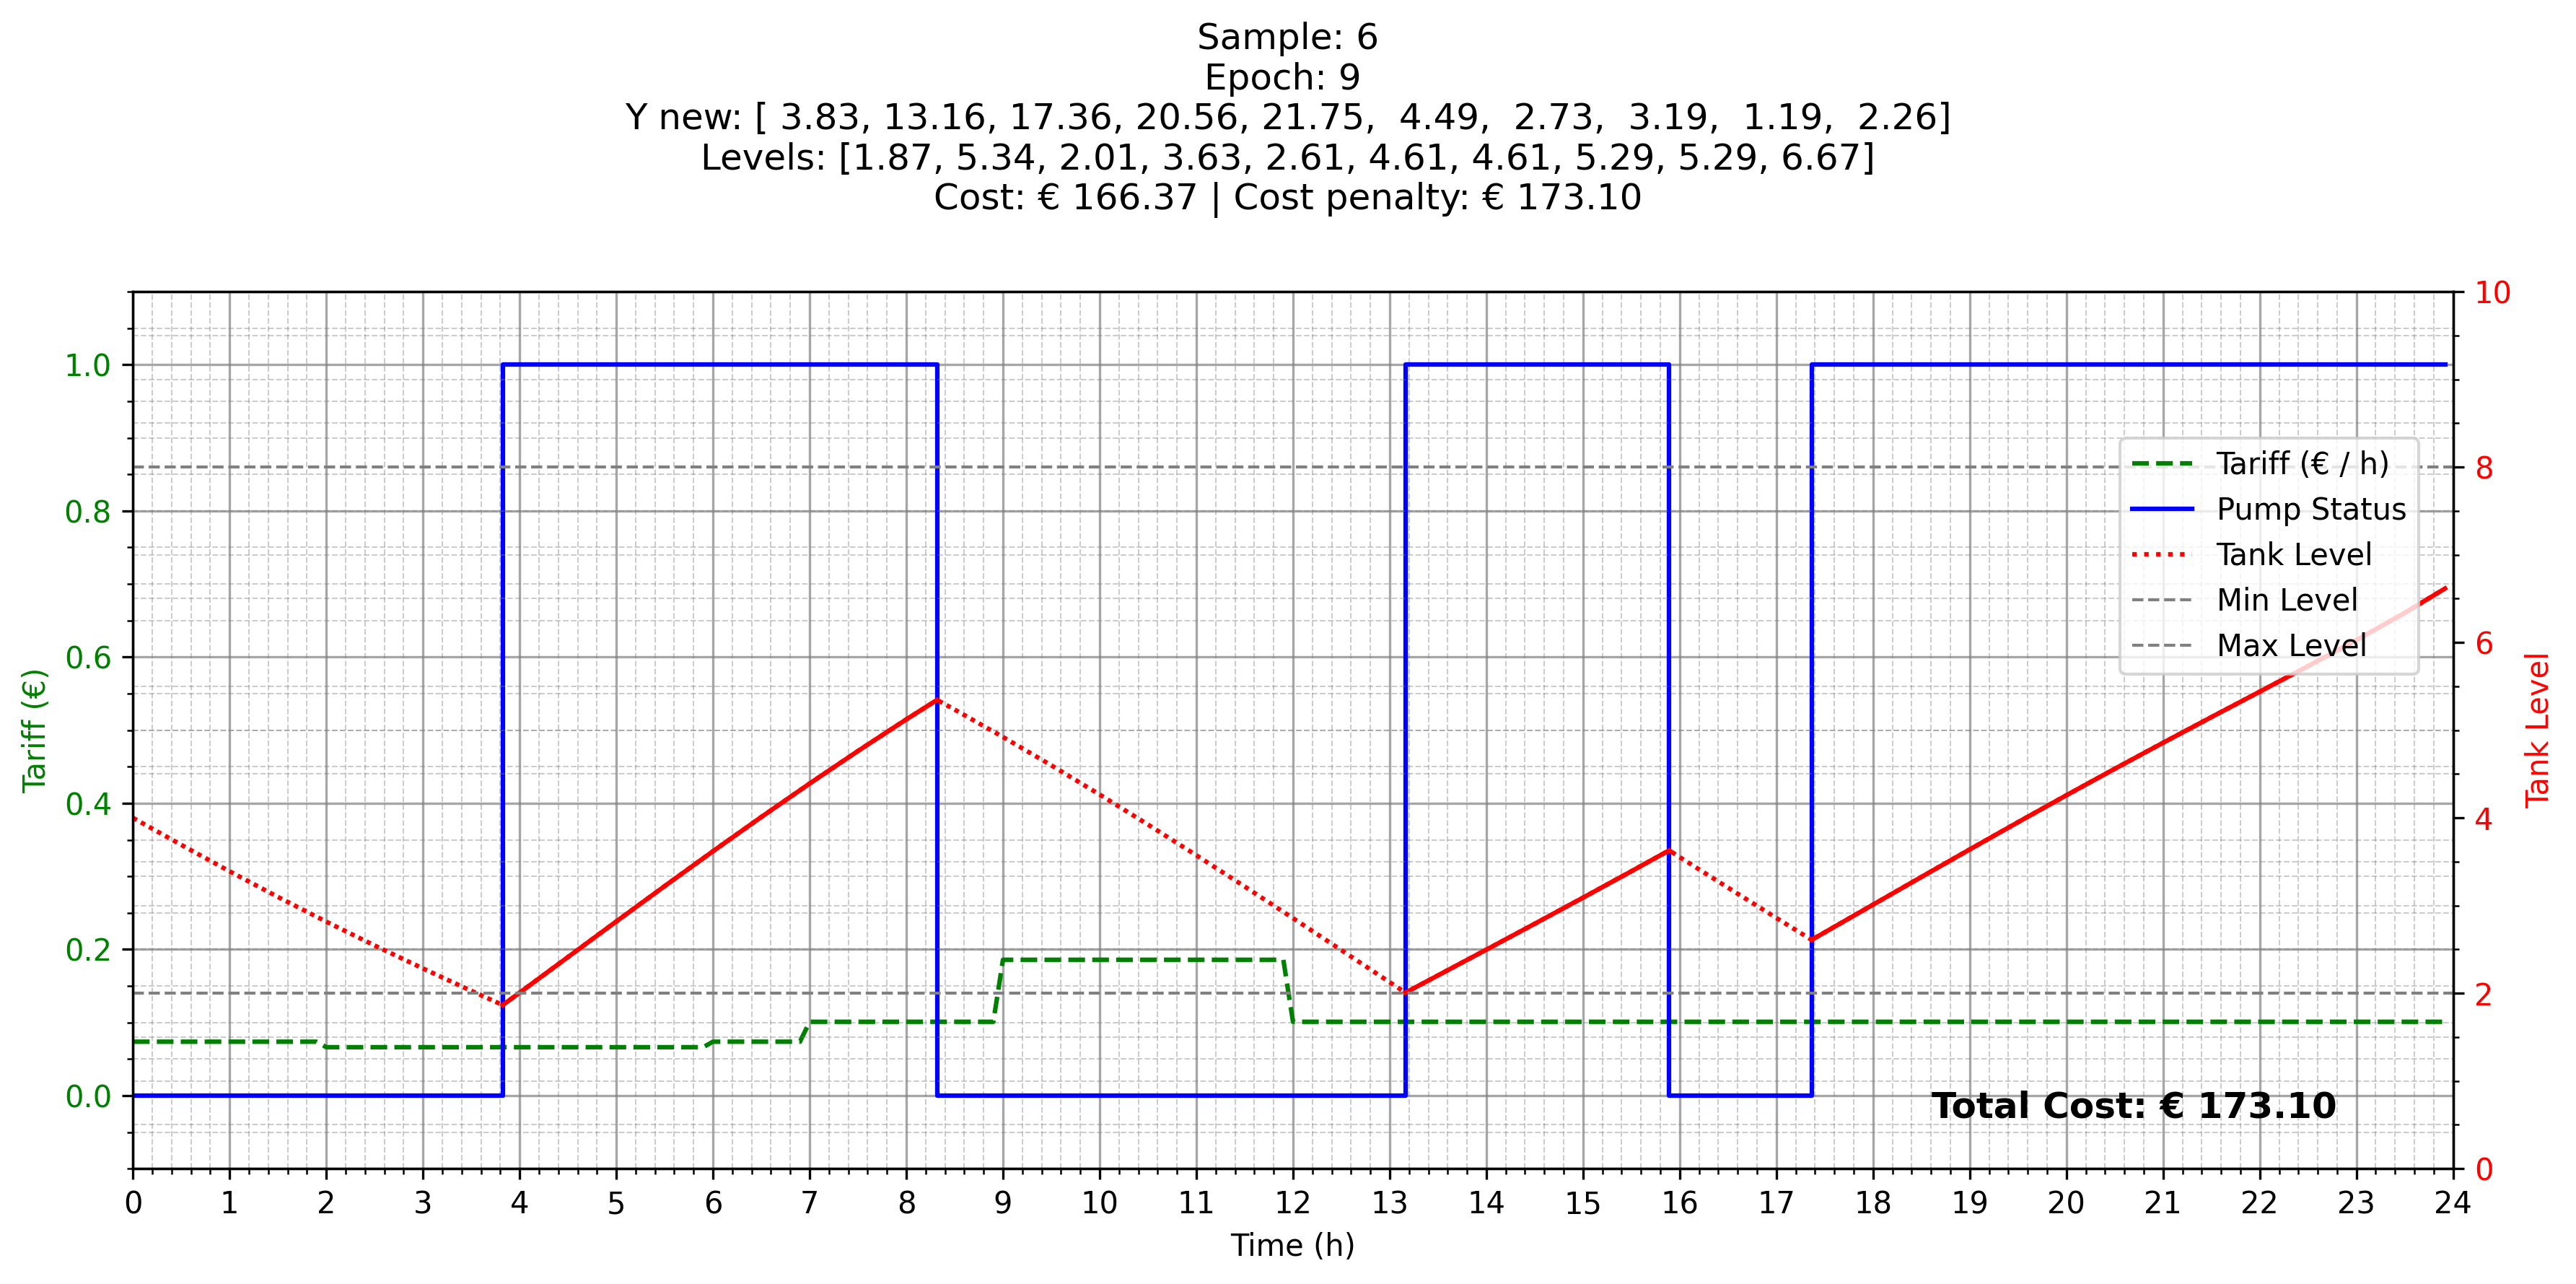 Sample: 6
Epoch: 9
Y new: [ 3.83, 13.16, 17.36, 20.56, 21.75,  4.49,  2.73,  3.19,  1.19,  2.26]
Levels: [1.87, 5.34, 2.01, 3.63, 2.61, 4.61, 4.61, 5.29, 5.29, 6.67]
Cost: € 166.37 | Cost penalty: € 173.10
1.0
0.8
0.6
0.4
0.2
0.0
Tariff (€)
10
8
6
4
2
0
Tank Level
Tariff (€ / h)
Pump Status
Tank Level
Min Level
Max Level
Total Cost: € 173.10
0 1 2 3 4 5 6 7 8 9 10 11 12 13 14 15 16 17 18 19 20 21 22 23 24
Time (h)